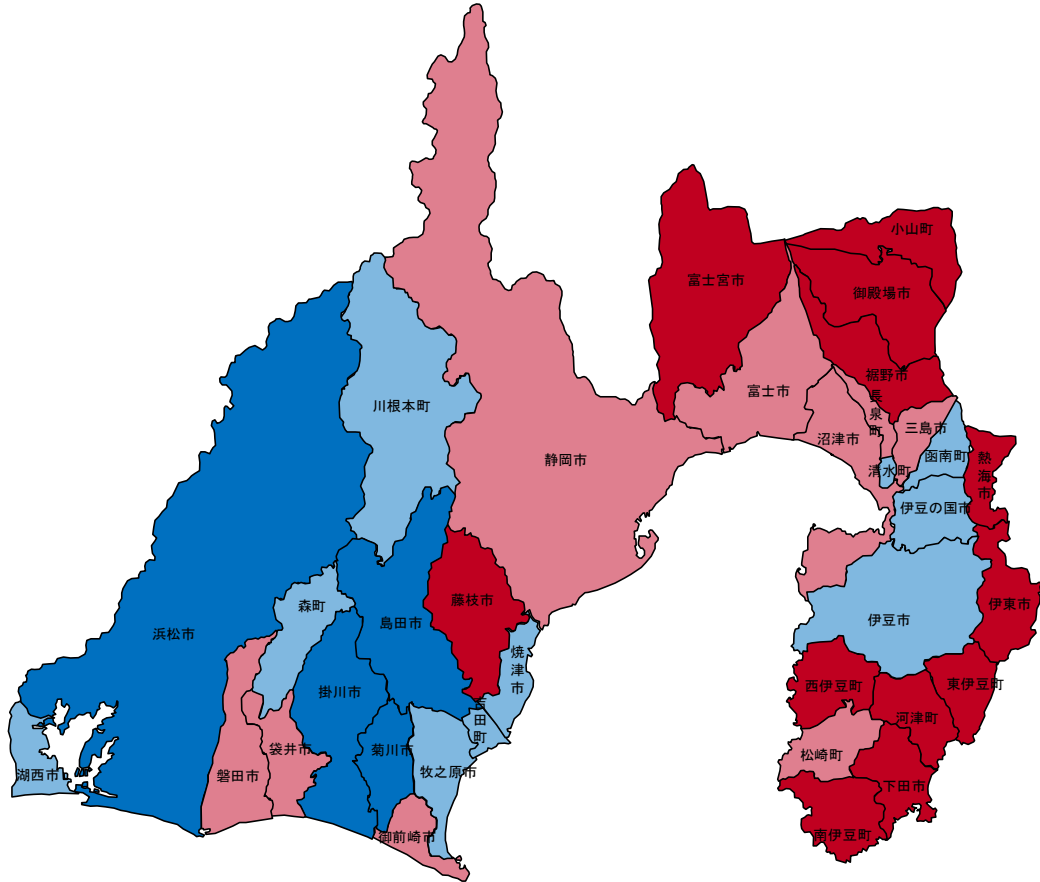 小山町
富士宮市
御殿場市
裾野市
富士市
長泉町
川根本町
三島市
沼津市
函南町
静岡市
熱海市
清水町
伊豆の国市
藤枝市
伊東市
森町
島田市
伊豆市
浜松市
焼津市
西伊豆町
東伊豆町
掛川市
吉田町
河津町
袋井市
菊川市
松崎町
湖西市
磐田市
牧之原市
下田市
御前崎市
南伊豆町